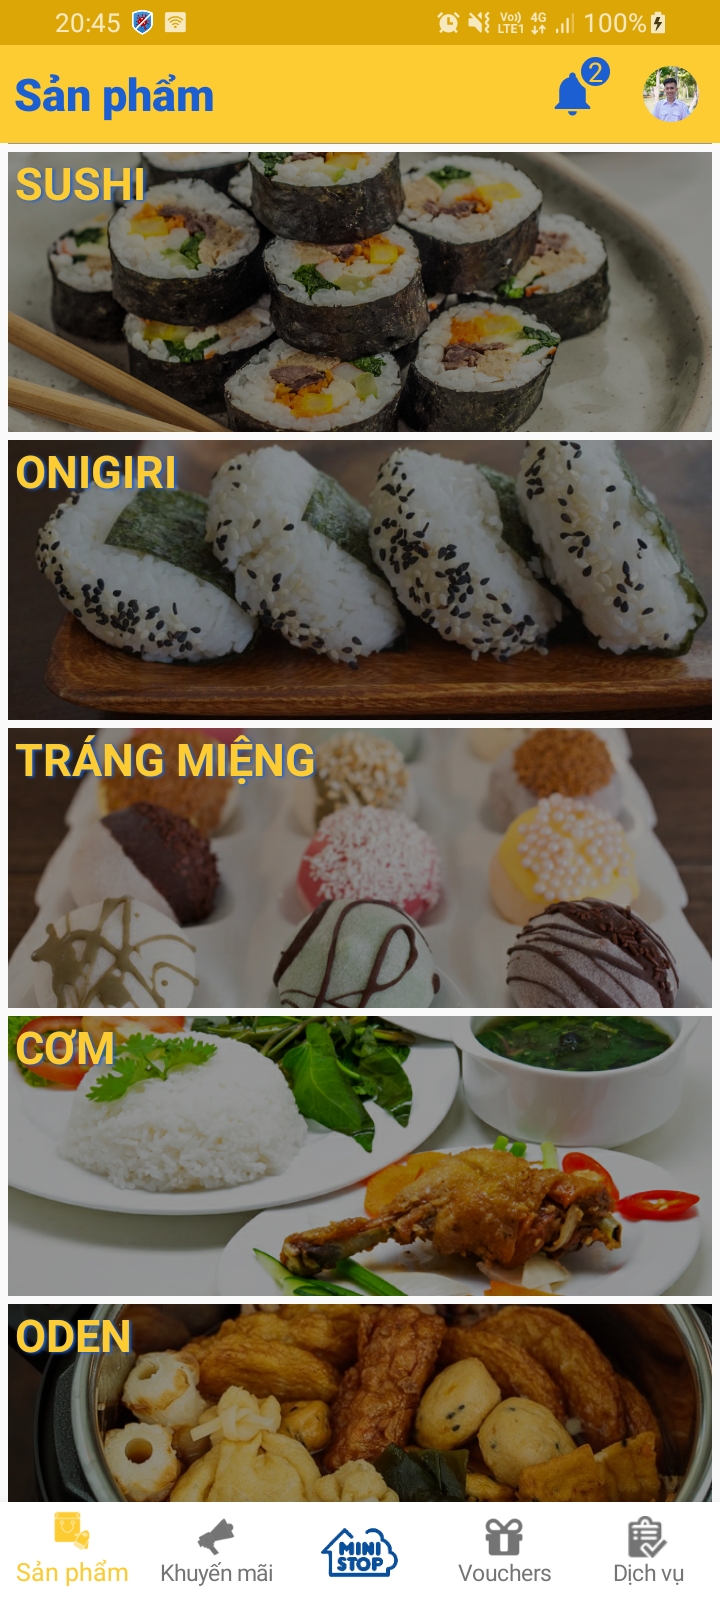 20:45
Vo)) 4G 100%
LTE1
Sản phẩm
2
SUSHI
ONIGIRI
TRÁNG MIỆNG
CƠM
ODEN
MINI
STOP
Sản phẩm Khuyến mãi Vouchers Dịch vụ